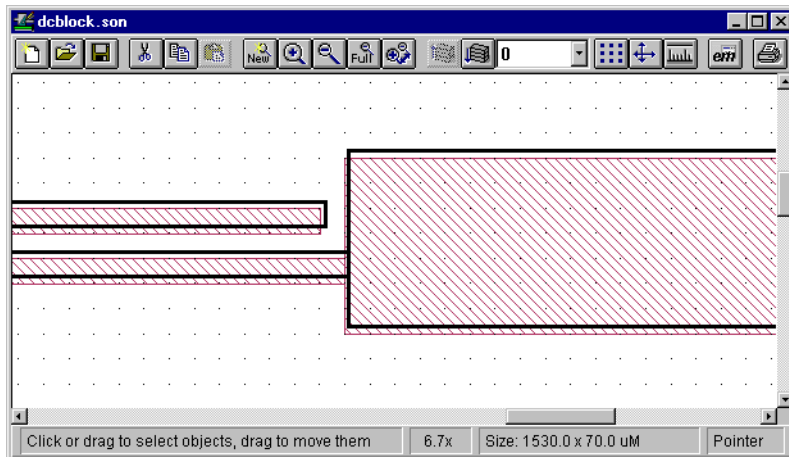 dcblock.son
New Full 0 em
Click or drag to select objects, drag to move them 6.7x Size: 1530.0 x 70.0 uM Pointer